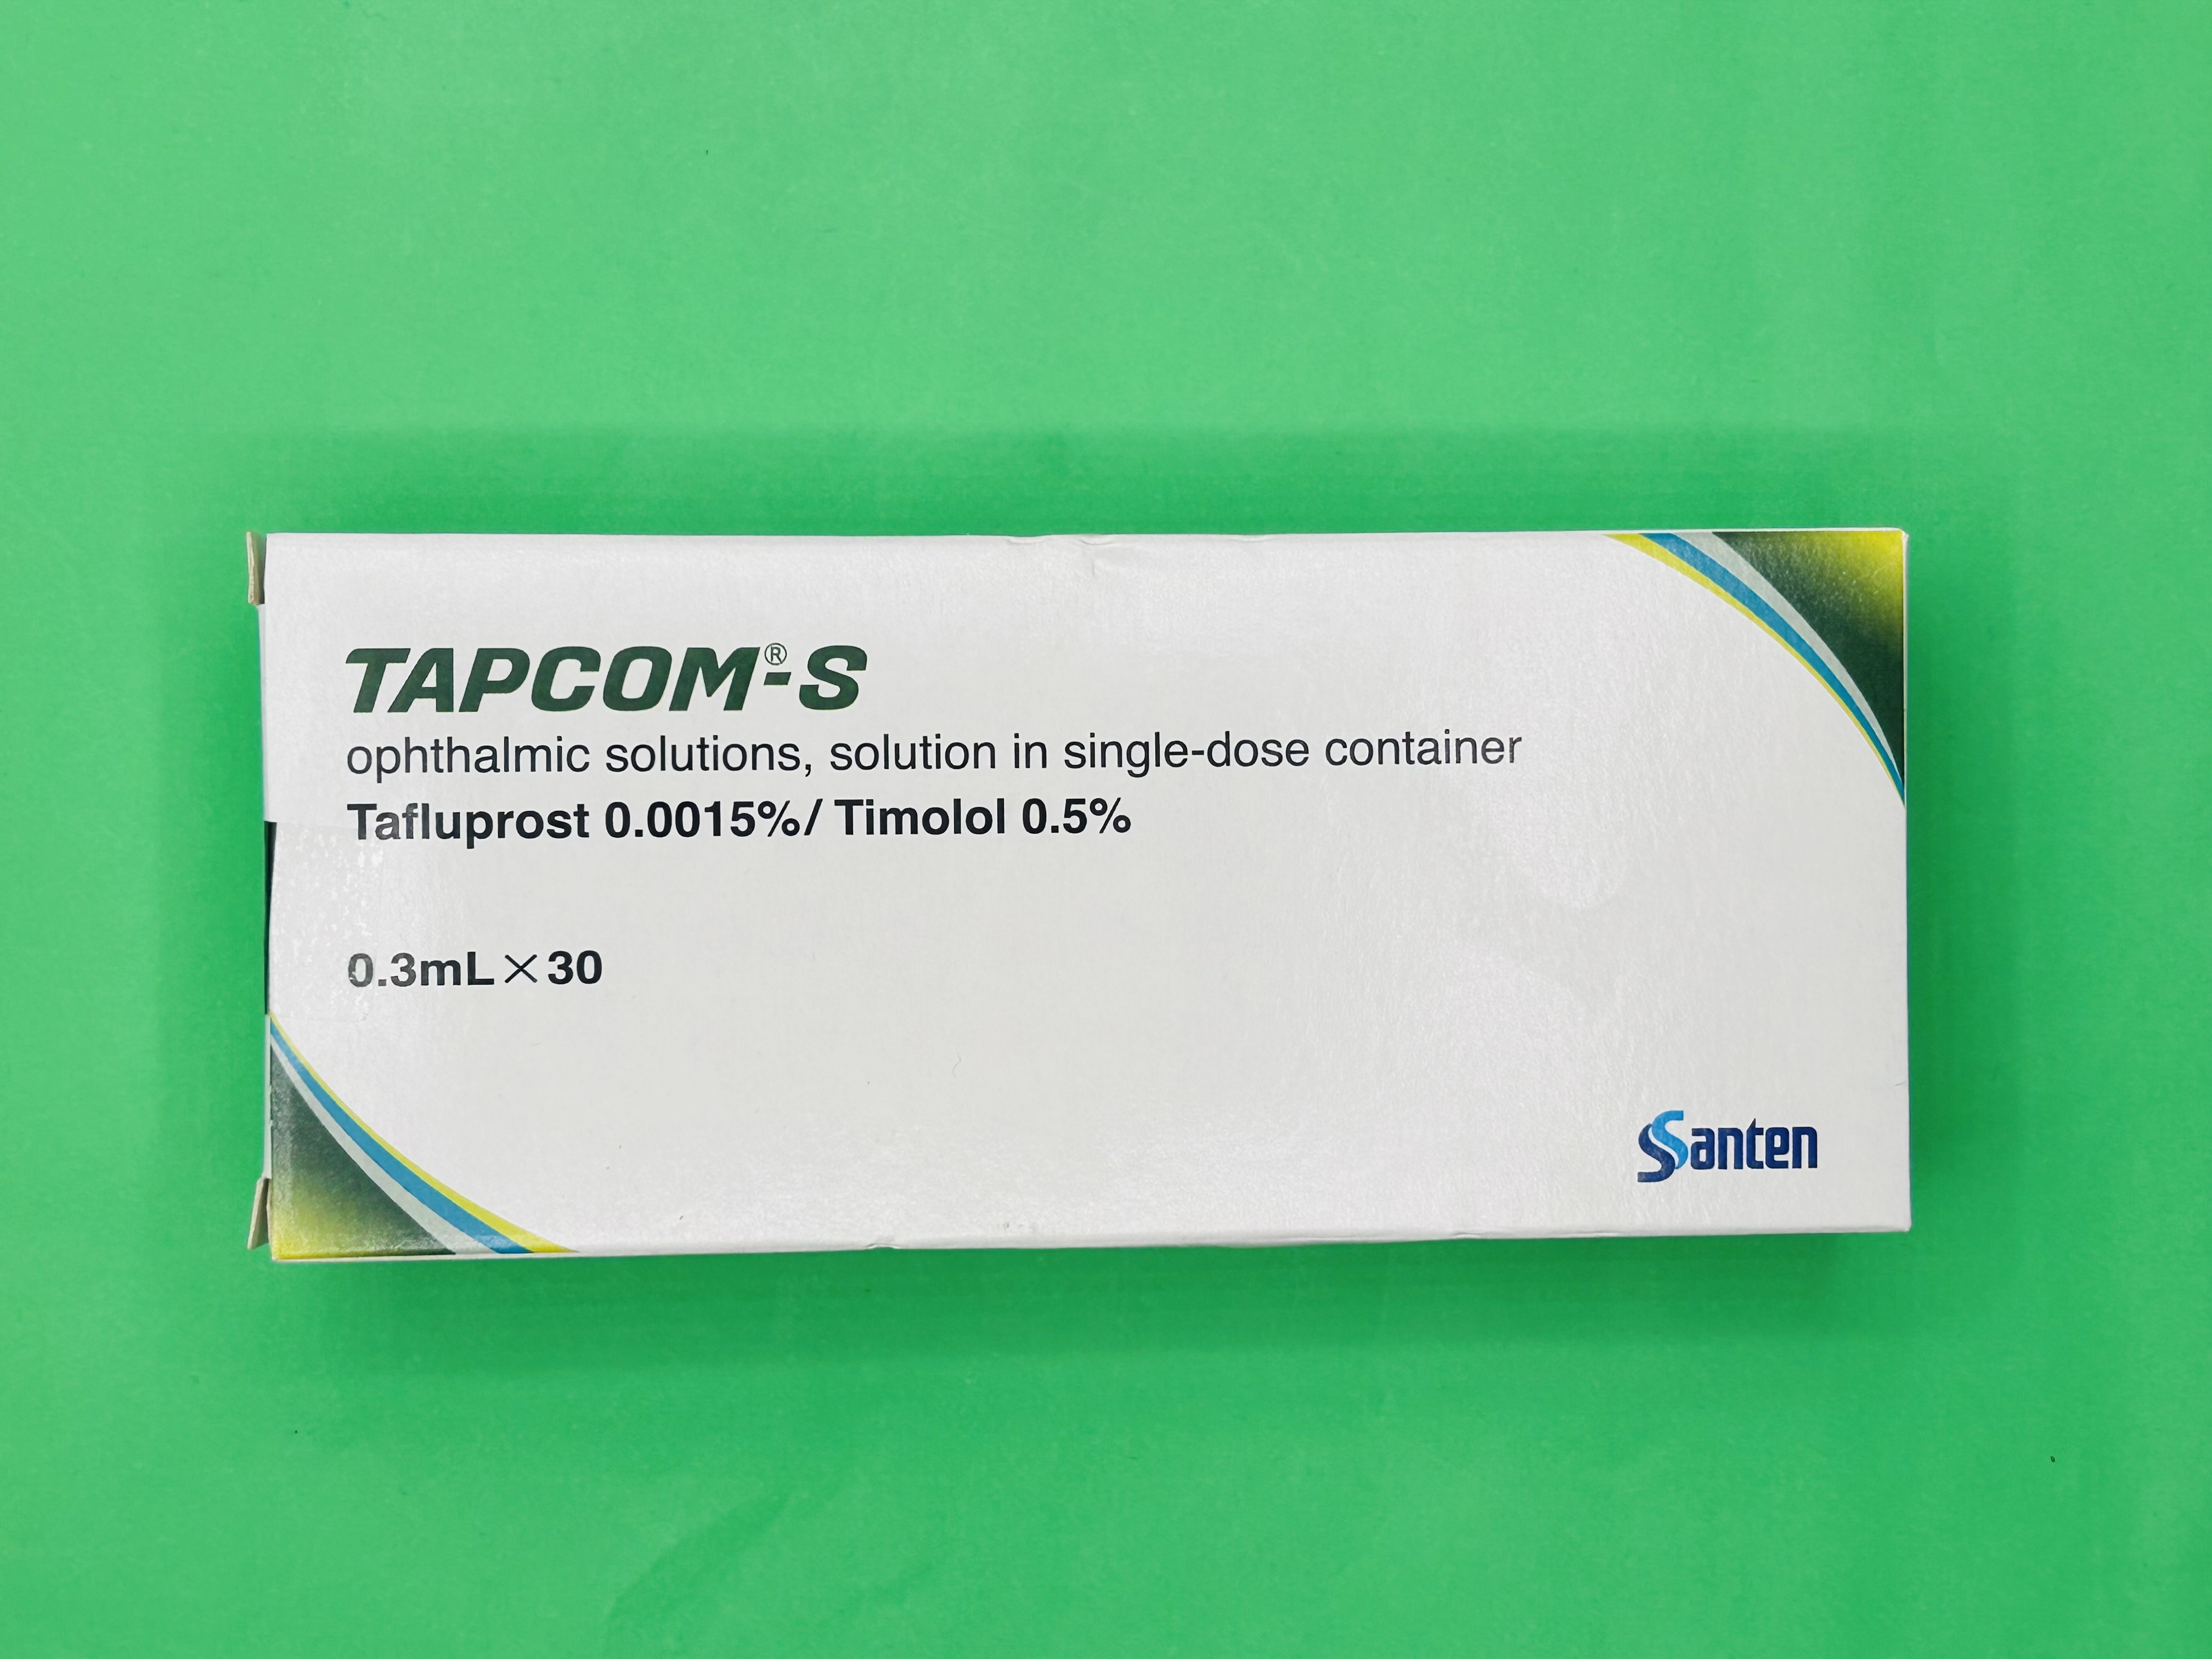 TAPCOM®-S
ophthalmic solutions, solution in single-dose container
Tafluprost 0.0015%/ Timolol 0.5%
0.3mL×30
Santen